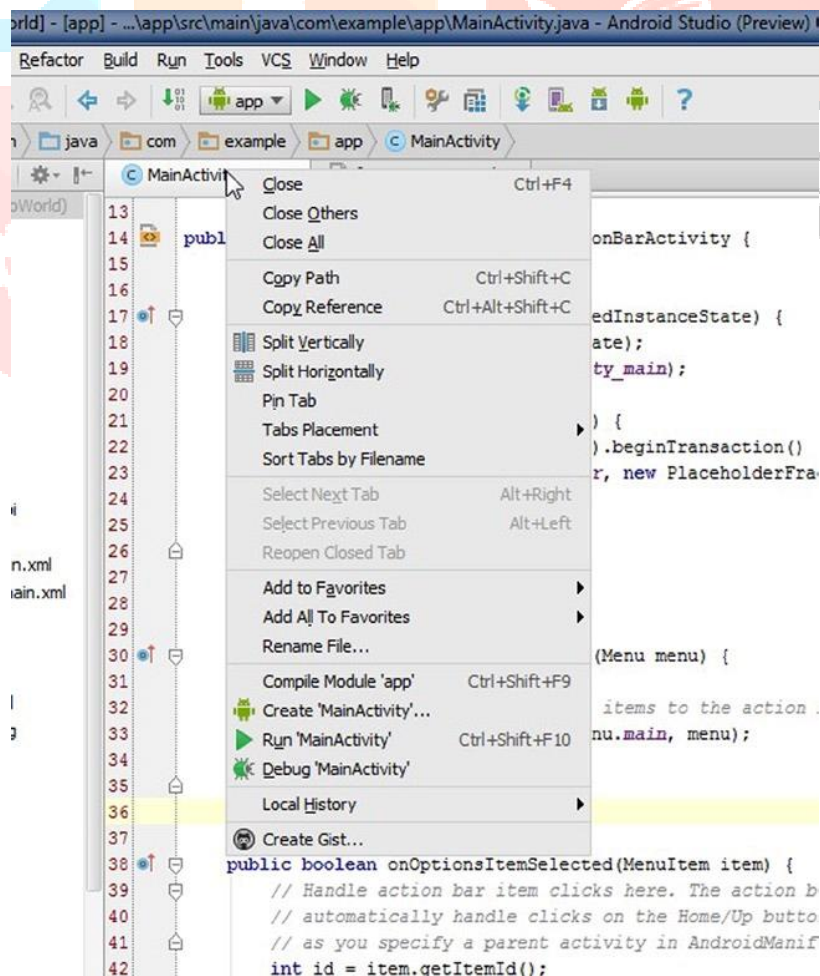 orld] - [app] - ...\app\src\main\java\com\example\app\MainActivity.java - Android Studio (Preview)
Refactor Build Run Tools VCS Window Help
app
?
java com example app MainActivity
MainActivit
oWorld)
Close Ctrl+F4
Close Others
Close All
Copy Path Ctrl+Shift+C
Copy Reference Ctrl+Alt+Shift+C
Split Vertically
Split Horizontally
Pin Tab
Tabs Placement
Sort Tabs by Filename
Select Next Tab Alt+Right
Select Previous Tab Alt+Left
Reopen Closed Tab
Add to Favorites
Add All To Favorites
Rename File...
Compile Module 'app' Ctrl+Shift+F9
Create 'MainActivity'...
Run 'MainActivity' Ctrl+Shift+F10
Debug 'MainActivity'
Local History
Create Gist...
n.xml
ain.xml
13
14 publ onBarActivity {
15
16
17 edInstanceState) {
18 ate);
19 ty_main);
20
21 ) {
22 ).beginTransaction()
23 r, new PlaceholderFra
24
25
26
27
28
29
30 (Menu menu) {
31
32 items to the action
33 nu.main, menu);
34
35
36
37
38 public boolean onOptionsItemSelected(MenuItem item) {
39 // Handle action bar item clicks here. The action b
40 // automatically handle clicks on the Home/Up butto
41 // as you specify a parent activity in AndroidManif
42 int id = item.getItemId();